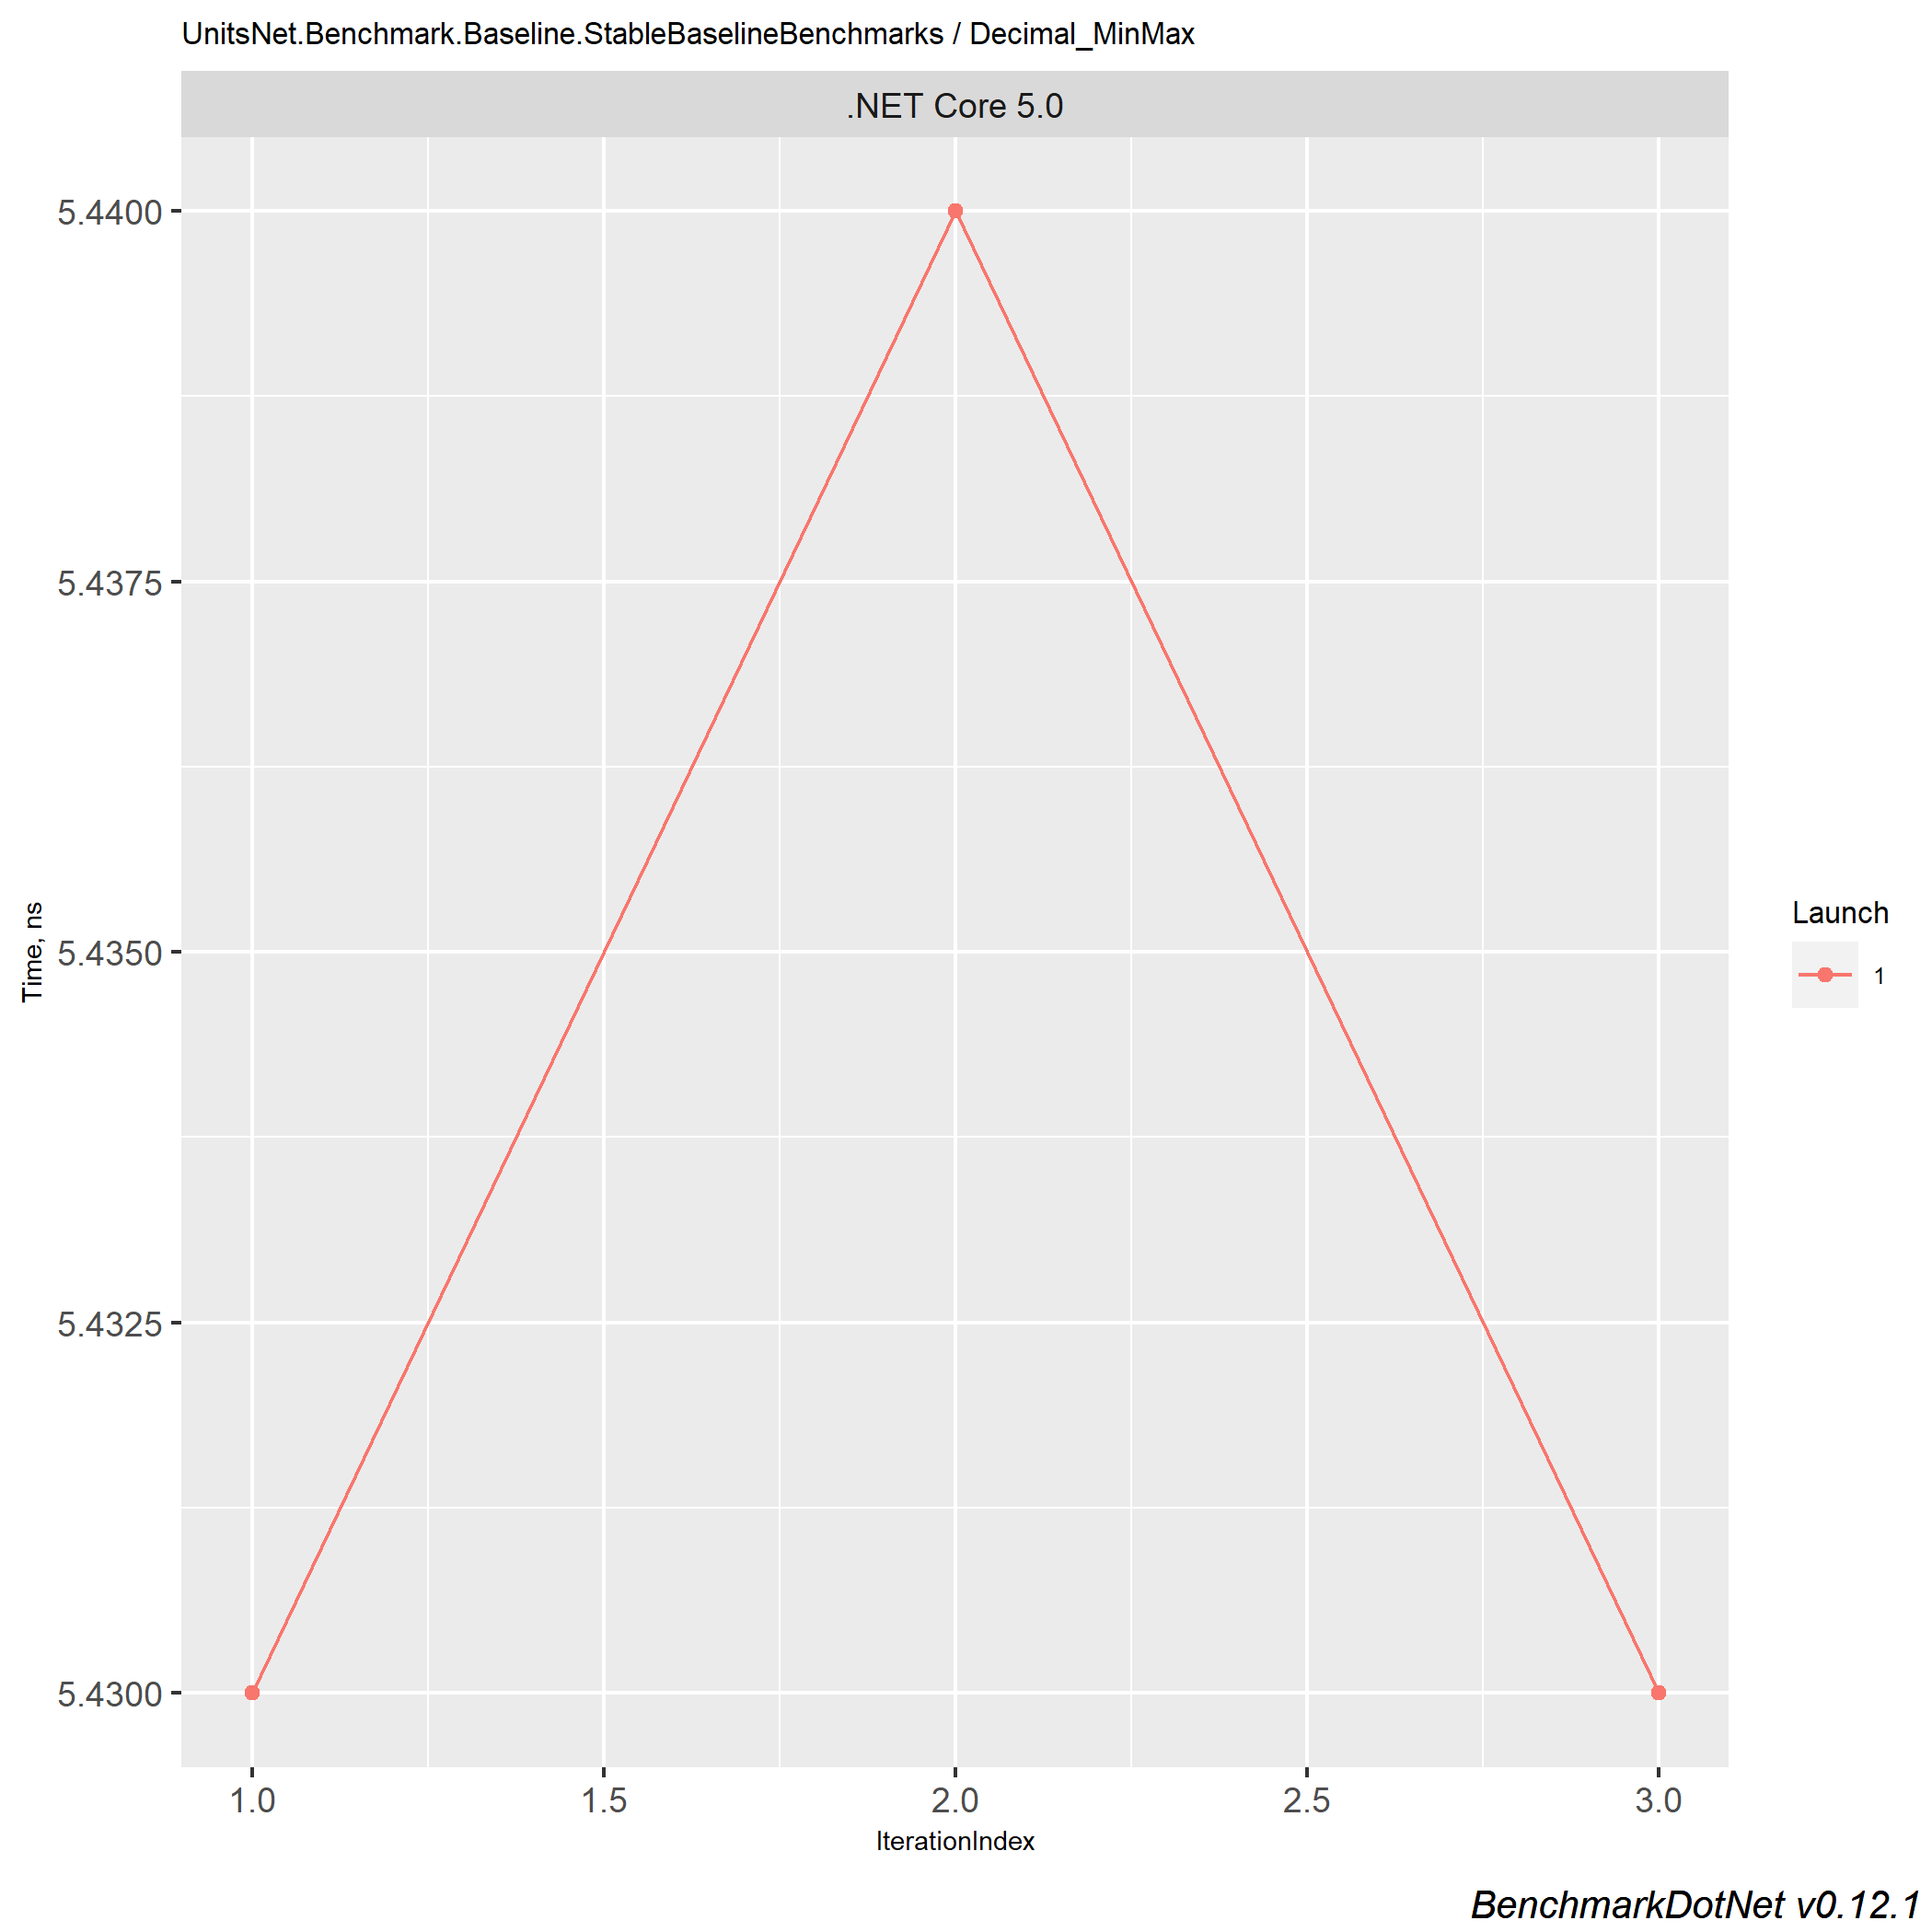 UnitsNet.Benchmark.Baseline.StableBaselineBenchmarks / Decimal_MinMax
.NET Core 5.0
5.4400
5.4375
5.4350
5.4325
5.4300
Time, ns
1.0 1.5 2.0 2.5 3.0
IterationIndex
Launch
1
BenchmarkDotNet v0.12.1